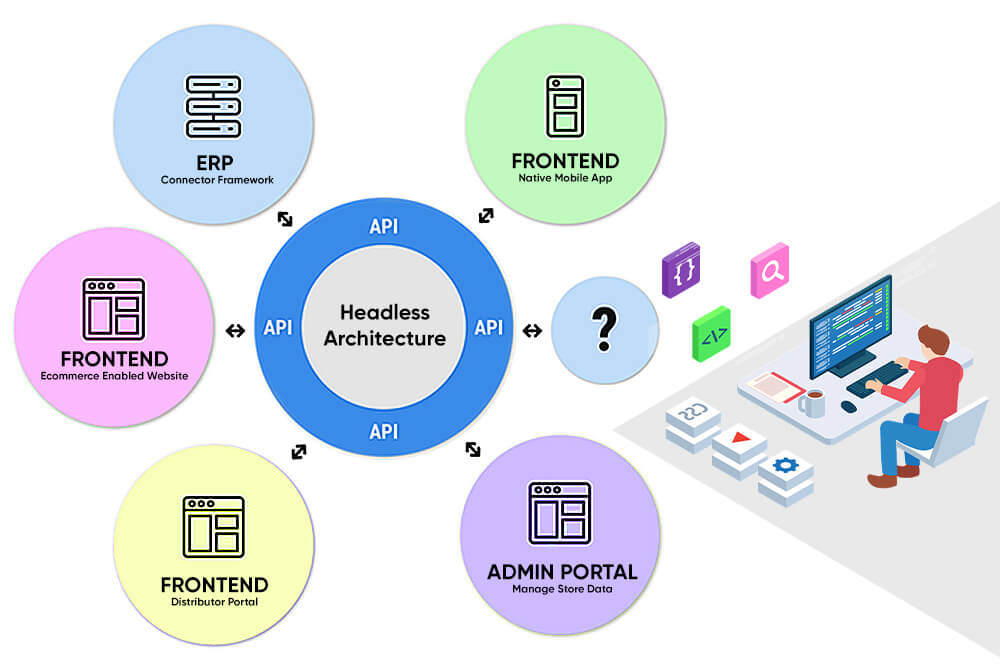 ERP
Connector Framework
FRONTEND
Native Mobile App
API
FRONTEND
Ecommerce Enabled Website
API
Headless
Architecture
API
?
{ }
</>
API
FRONTEND
Distributor Portal
ADMIN PORTAL
Manage Store Data